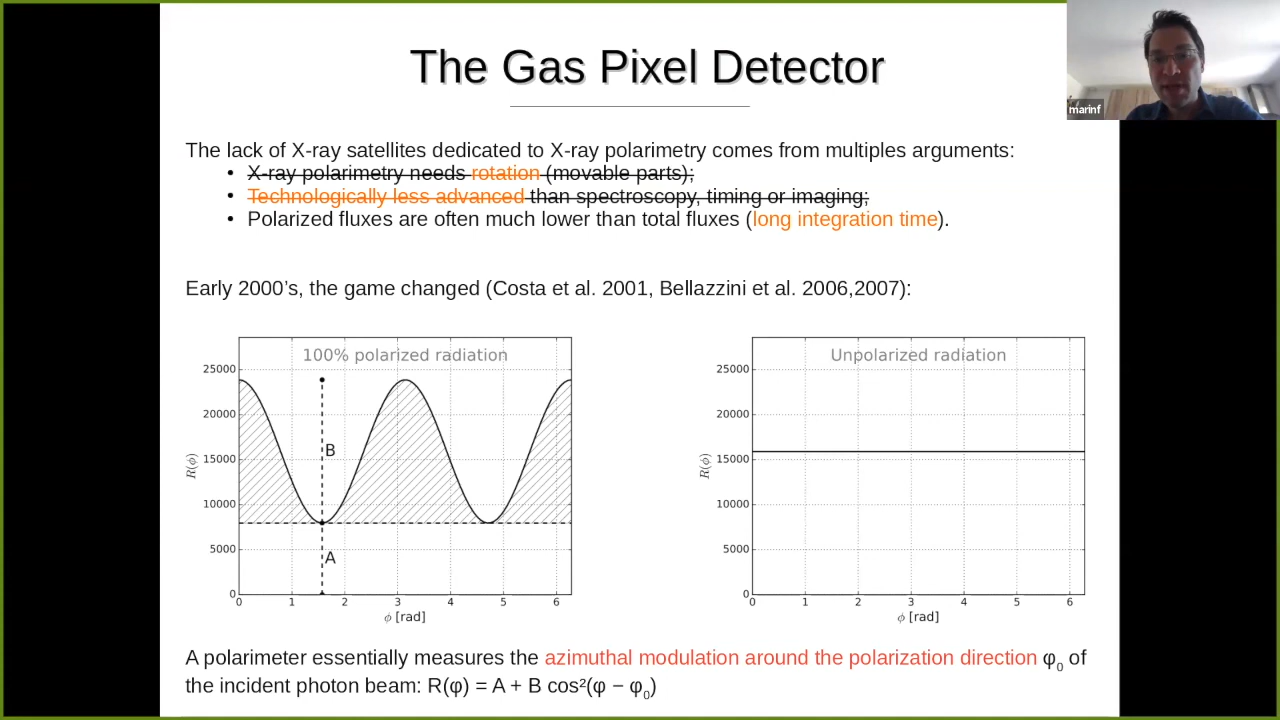 The Gas Pixel Detector
marinf
The lack of X-ray satellites dedicated to X-ray polarimetry comes from multiples arguments:
• X-ray polarimetry needs rotation (movable parts);
• Technologically less advanced than spectroscopy, timing or imaging;
• Polarized fluxes are often much lower than total fluxes (long integration time).
Early 2000's, the game changed (Costa et al. 2001, Bellazzini et al. 2006,2007):
100% polarized radiation
25000
20000
15000
10000
5000
0
R(ϕ)
B
A
0 1 2 3 4 5 6
ϕ [rad]
Unpolarized radiation
25000
20000
15000
10000
5000
0
R(ϕ)
0 1 2 3 4 5 6
ϕ [rad]
A polarimeter essentially measures the azimuthal modulation around the polarization direction φ₀ of
the incident photon beam: R(φ) = A + B cos²(φ − φ₀)